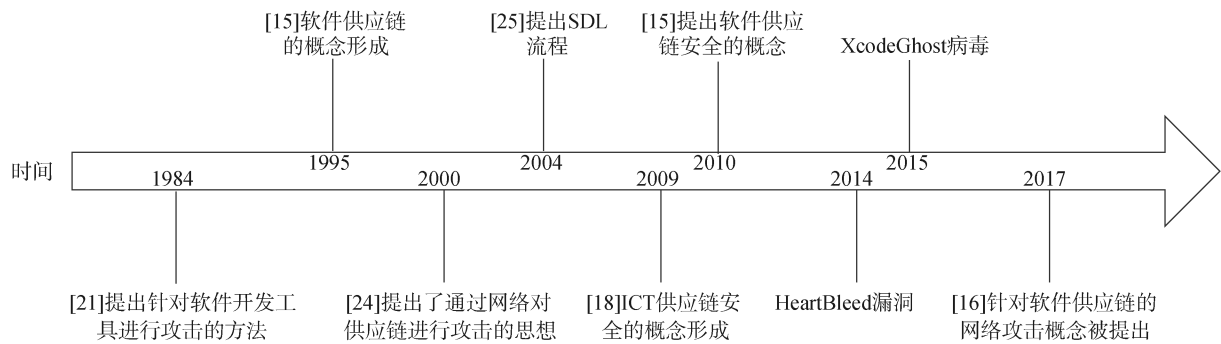 [15]软件供应链
的概念形成
[25]提出SDL
流程
[15]提出软件供应
链安全的概念
XcodeGhost病毒
时间
1984
1995
2000
2004
2009
2010
2014
2015
2017
[21]提出针对软件开发工
具进行攻击的方法
[24]提出了通过网络对
供应链进行攻击的思想
[18]ICT供应链安
全的概念形成
HeartBleed漏洞
[16]针对软件供应链的
网络攻击概念被提出